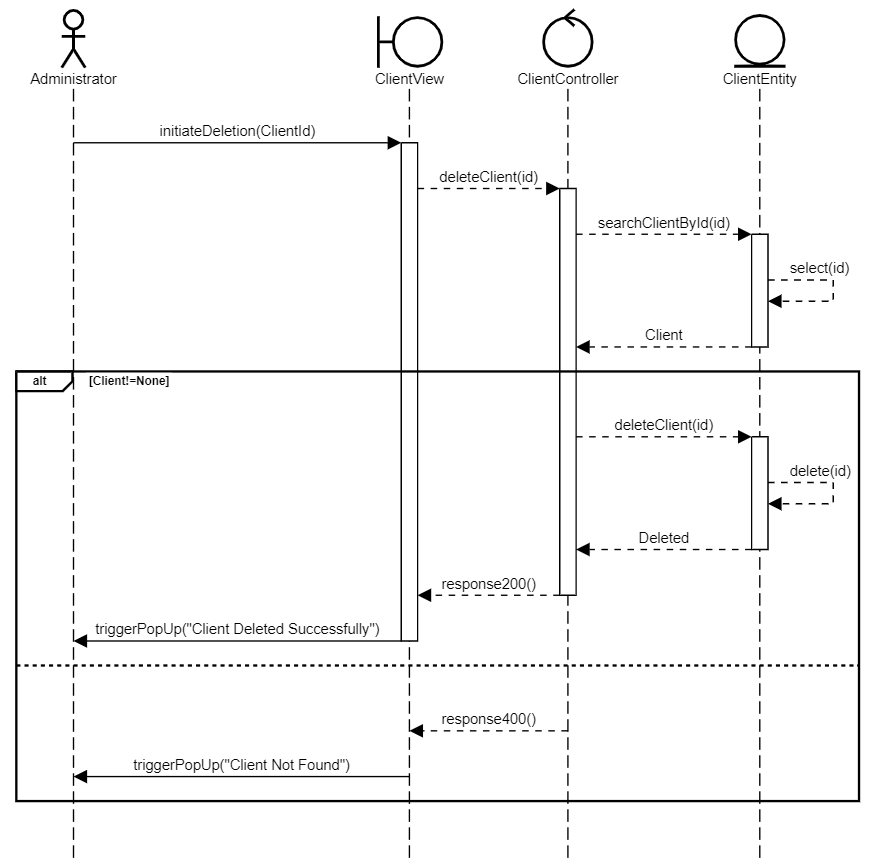 Administrator
ClientView
ClientController
ClientEntity
initiateDeletion(ClientId)
deleteClient(id)
searchClientById(id)
select(id)
Client
alt
[Client!=None]
deleteClient(id)
delete(id)
Deleted
response200()
triggerPopUp("Client Deleted Successfully")
response400()
triggerPopUp("Client Not Found")